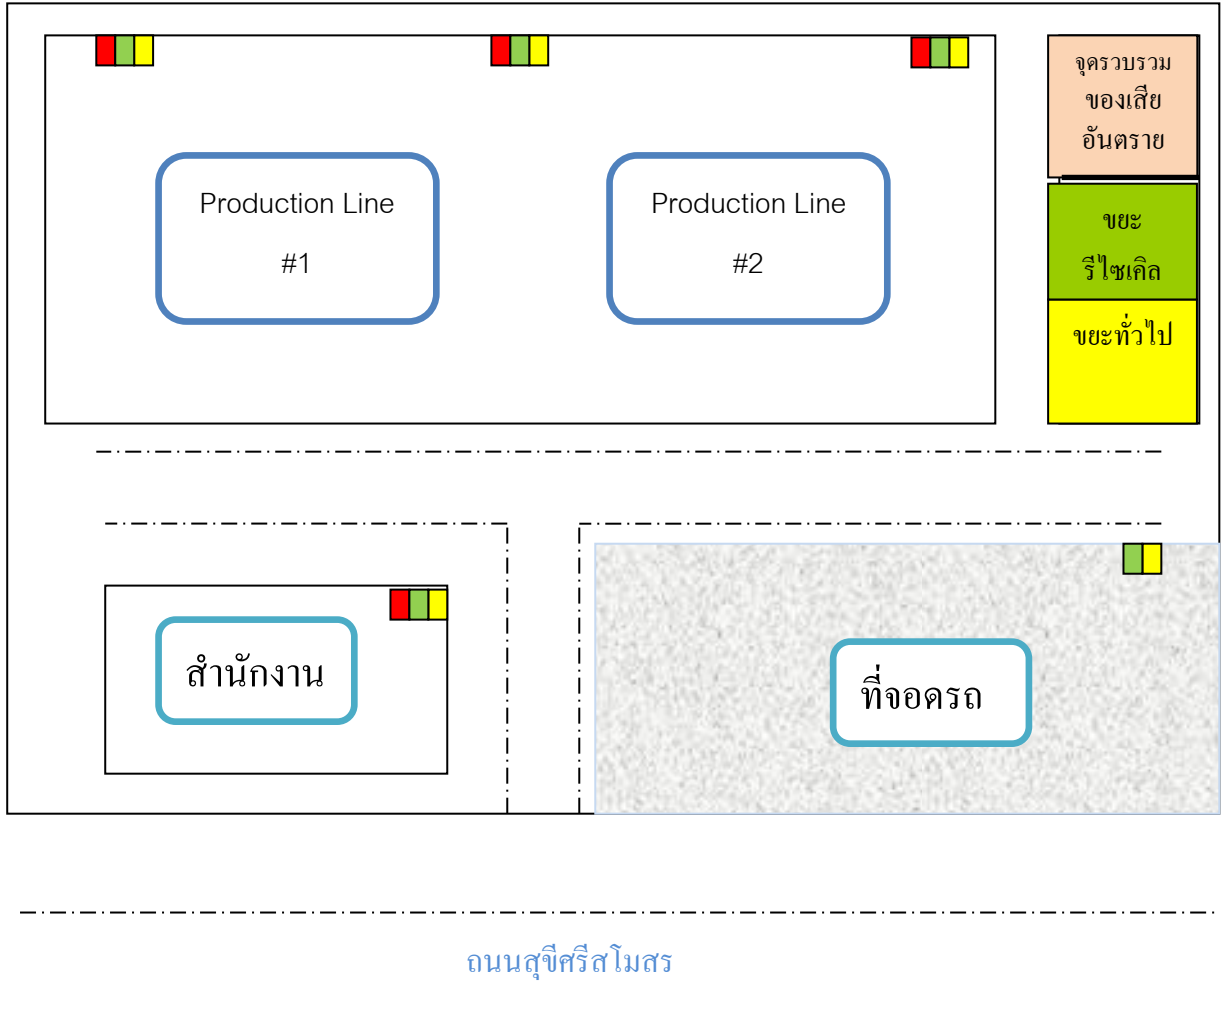 จุดรวบรวม
ของเสีย
อันตราย
Production Line
#1
Production Line
#2
ขยะ
รีไซเคิล
ขยะทั่วไป
สำนักงาน
ที่จอดรถ
ถนนสุขีศรีสโมสร